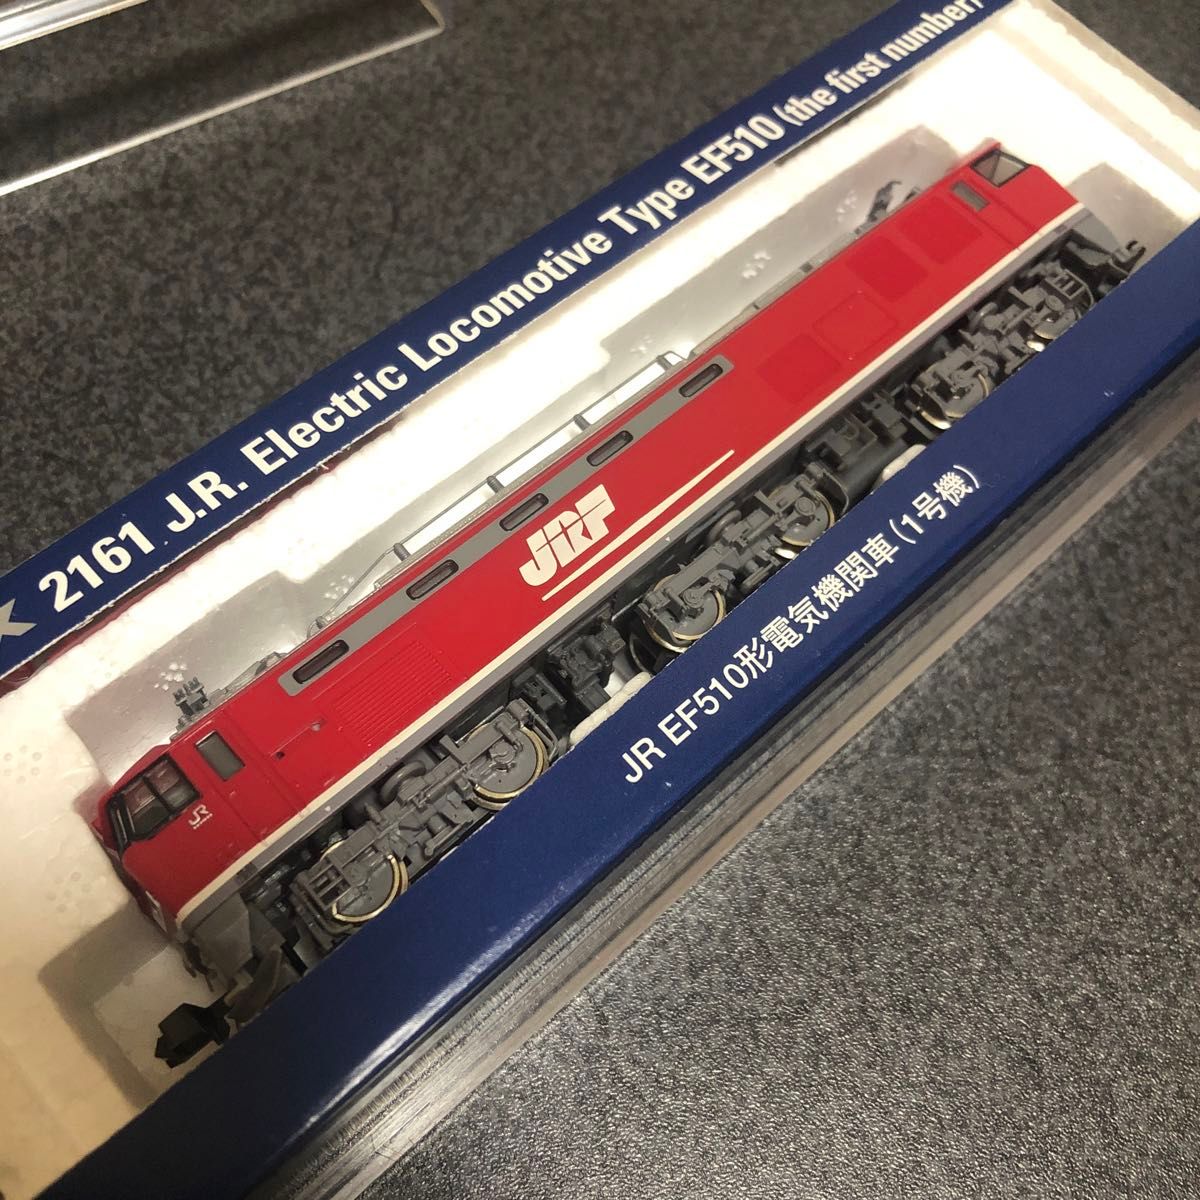 2161 J.R. Electric Locomotive Type EF510 (the first number)
JRF
JR
JR EF510形電気機関車(1号機)